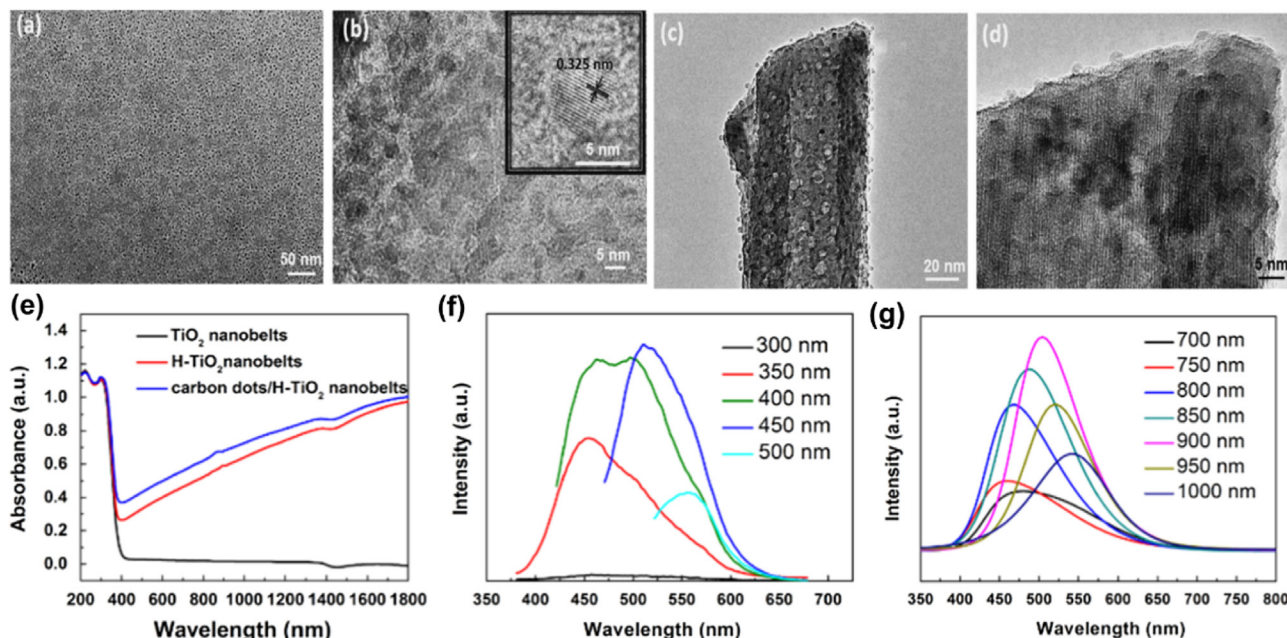 (a)
50 nm
(b)
0.325 nm
5 nm
5 nm
(c)
20 nm
(d)
5 nm
(e)
Absorbance (a.u.)
1.4
1.2
1.0
0.8
0.6
0.4
0.2
0.0
TiO2 nanobelts
H-TiO2nanobelts
carbon dots/H-TiO2 nanobelts
200 400 600 800 1000 1200 1400 1600 1800
Wavelength (nm)
(f)
Intensity (a.u.)
300 nm
350 nm
400 nm
450 nm
500 nm
350 400 450 500 550 600 650 700
Wavelength (nm)
(g)
Intensity (a.u.)
700 nm
750 nm
800 nm
850 nm
900 nm
950 nm
1000 nm
350 400 450 500 550 600 650 700 750 800
Wavelength (nm)